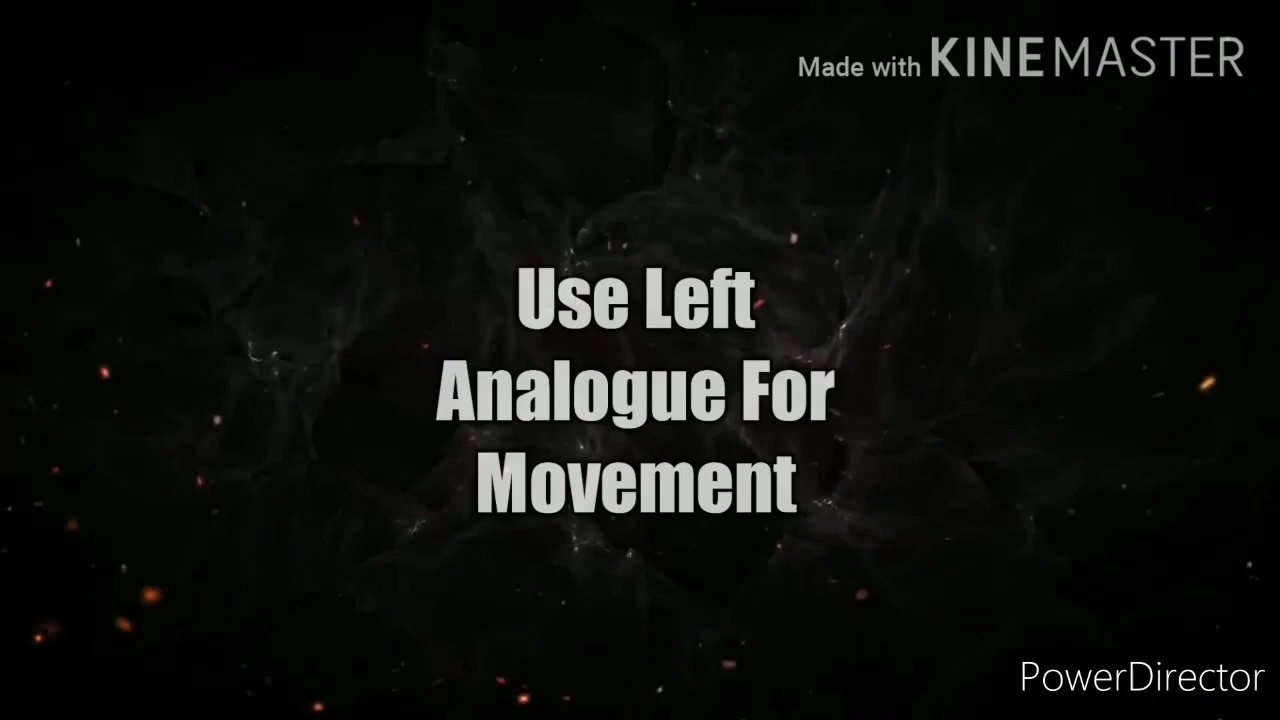 Made with KINEMASTER
Use Left
Analogue For
Movement
PowerDirector